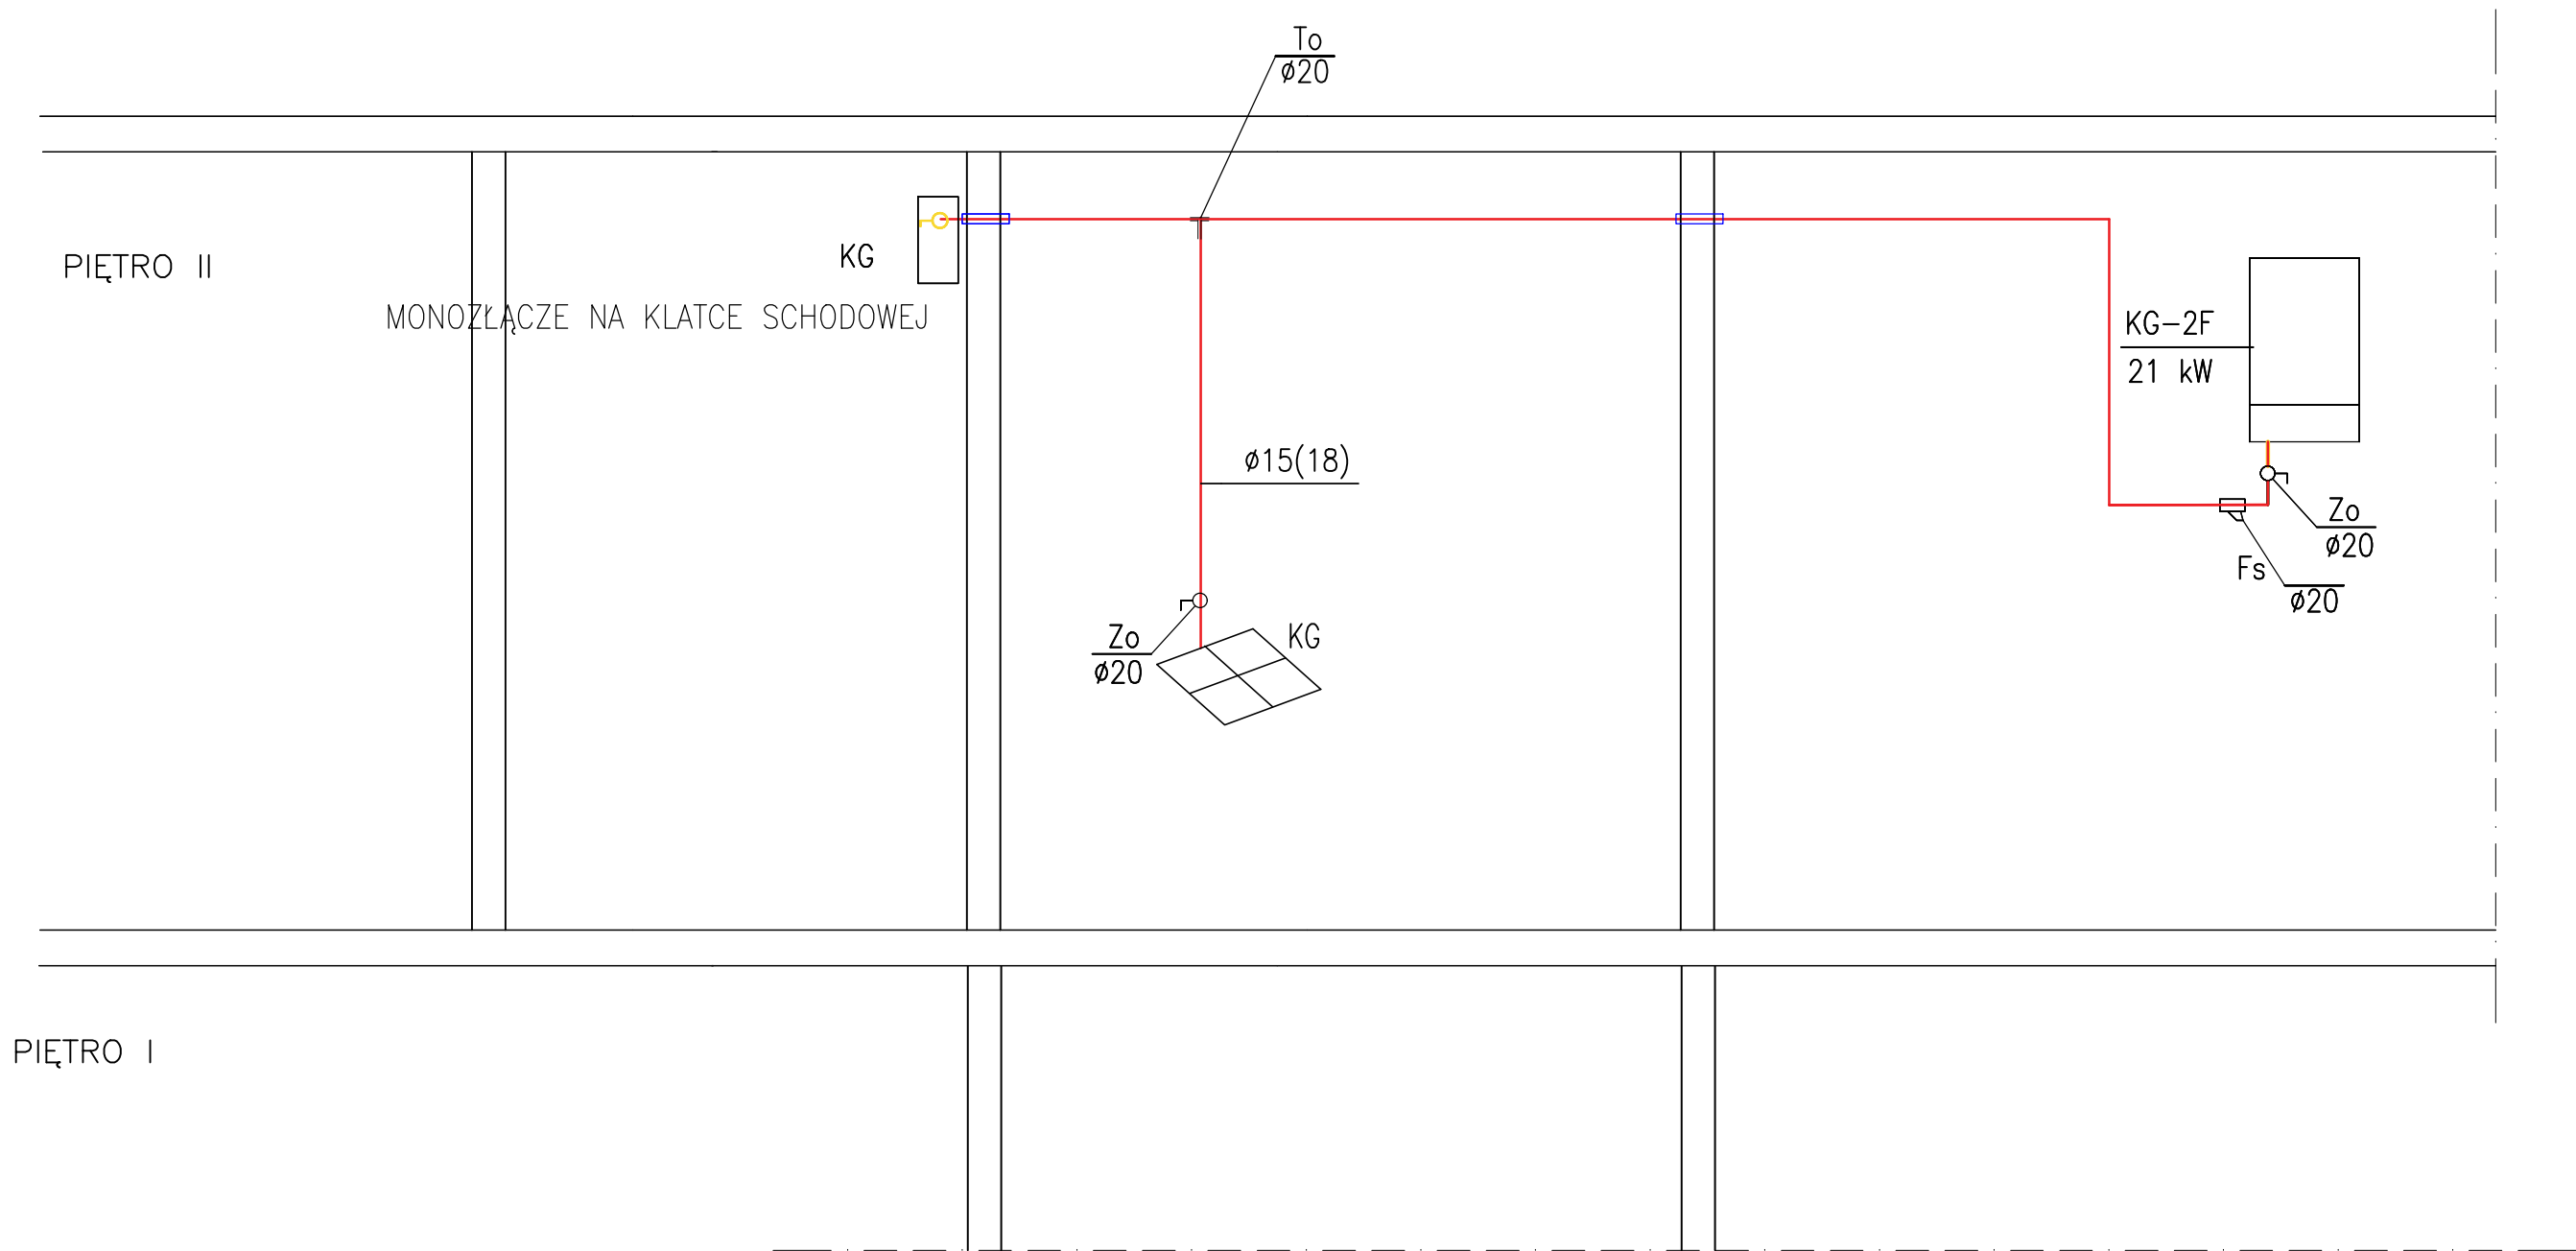 To
ø20
PIĘTRO II
KG
MONOZŁĄCZE NA KLATCE SCHODOWEJ
KG-2F
21 kW
ø15(18)
Zo
ø20
Fs
ø20
Zo
ø20
KG
PIĘTRO I